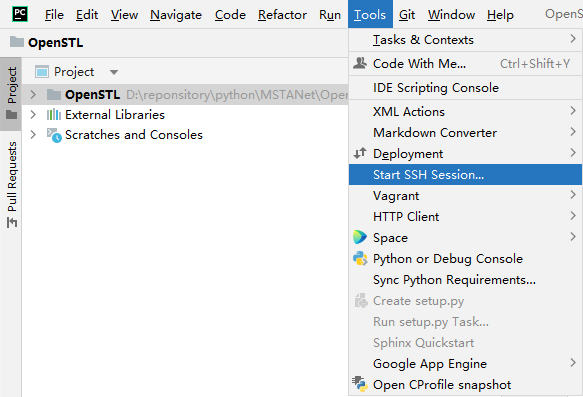 PC File Edit View Navigate Code Refactor Run Tools Git Window Help OpenS
OpenSTL
Project
Pull Requests
Project
OpenSTL D:\reponsitory\python\MSTANet\Open
External Libraries
Scratches and Consoles
Tasks & Contexts
Code With Me... Ctrl+Shift+Y
IDE Scripting Console
XML Actions
Markdown Converter
Deployment
Start SSH Session...
Vagrant
HTTP Client
Space
Python or Debug Console
Sync Python Requirements...
Create setup.py
Run setup.py Task...
Sphinx Quickstart
Google App Engine
Open CProfile snapshot